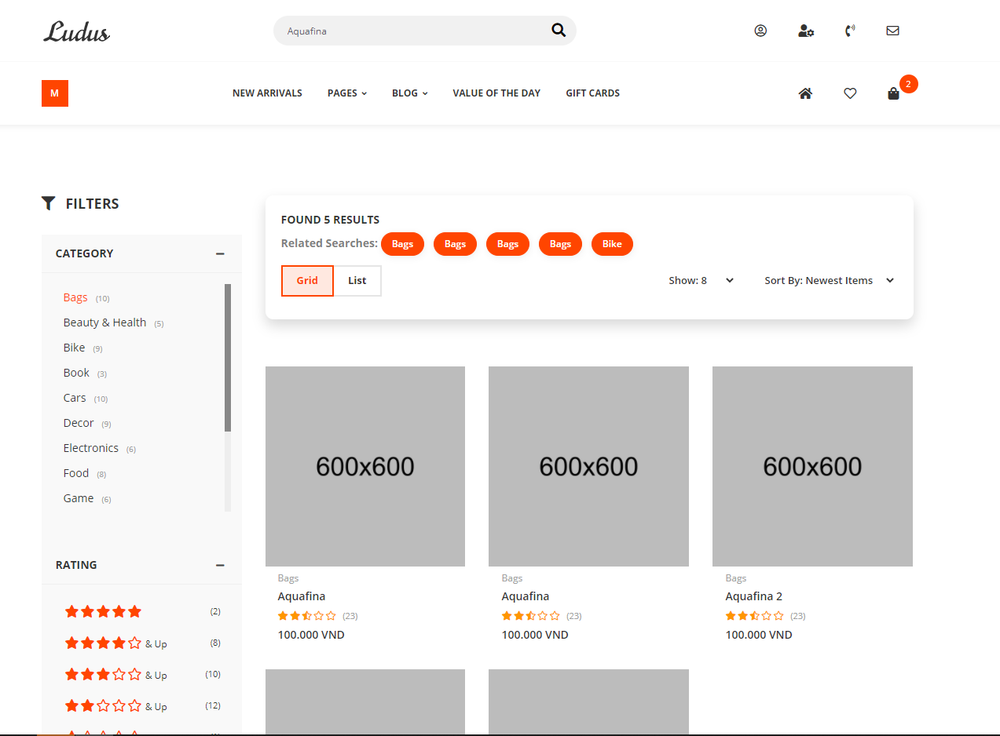 Ludus
Aquafina
M
NEW ARRIVALS
PAGES
BLOG
VALUE OF THE DAY
GIFT CARDS
2
FILTERS
CATEGORY
Bags (10)
Beauty & Health (5)
Bike (9)
Book (3)
Cars (10)
Decor (9)
Electronics (6)
Food (8)
Game (6)
RATING
(2)
& Up (8)
& Up (10)
& Up (12)
FOUND 5 RESULTS
Related Searches: Bags Bags Bags Bags Bike
Grid List
Show: 8
Sort By: Newest Items
600x600
Bags
Aquafina
(23)
100.000 VND
600x600
Bags
Aquafina
(23)
100.000 VND
600x600
Bags
Aquafina 2
(23)
100.000 VND